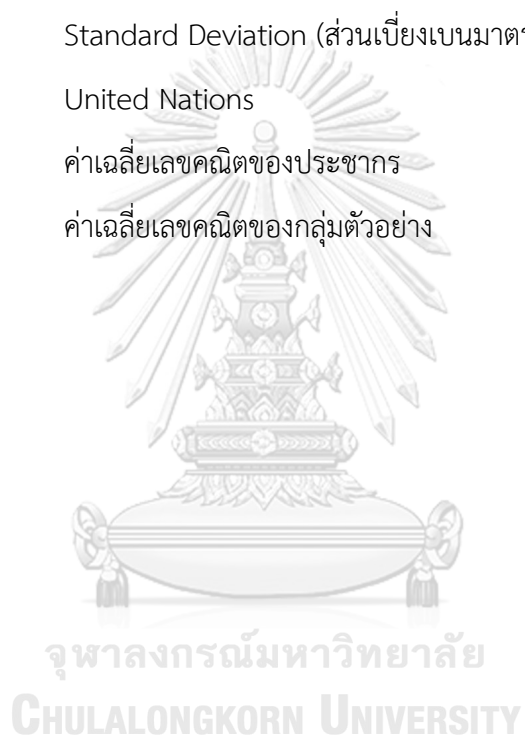 Standard Deviation (ส่วนเบี่ยงเบนมาตร
United Nations
ค่าเฉลี่ยเลขคณิตของประชากร
ค่าเฉลี่ยเลขคณิตของกลุ่มตัวอย่าง
จุฬาลงกรณ์มหาวิทยาลัย
CHULALONGKORN UNIVERSITY